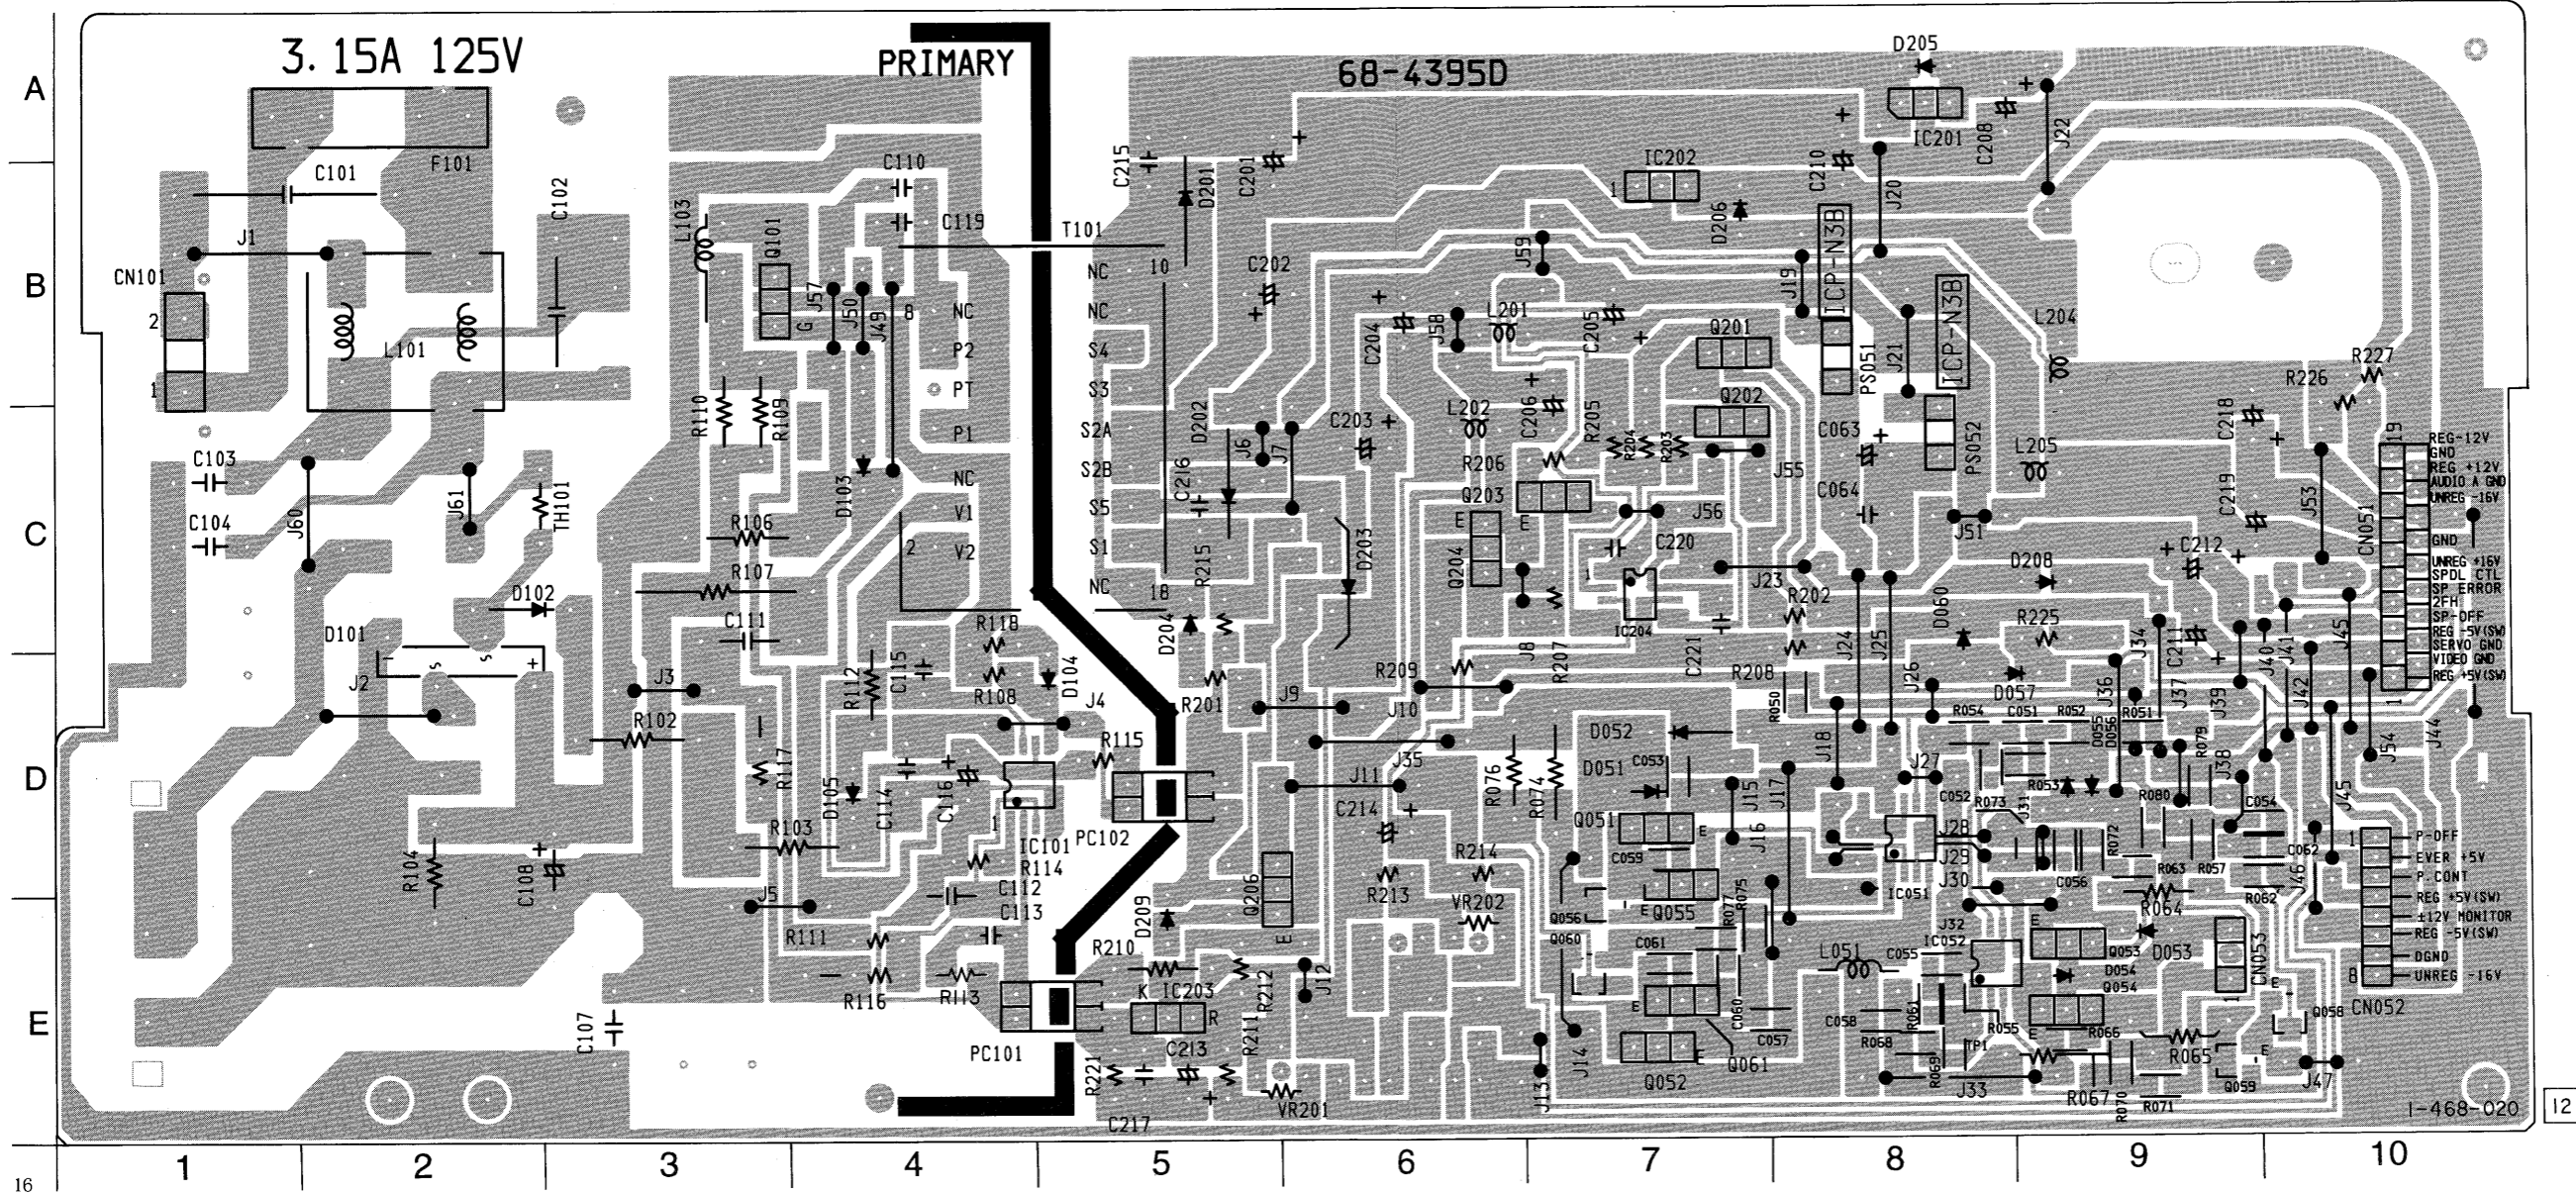 3.15A 125V
PRIMARY
68-4395D
D205
A
F101
C101
C102
L103
C110
C119
Q101
C215
D201
C201
IC202
1
C210
IC201
C208
J22
J20
D206
T101
J1
CN101
B
2
1
L101
G
J57
J50
J49
8
NC
P2
PT
P1
NC
V1
V2
2
NC
10
NC
S4
S3
S2A
S2B
S5
S1
NC
18
C202
C204
J58
L201
C205
J59
J19
ICP-N3B
PS051
J21
ICP-N3B
L204
Q201
Q202
R227
R226
R110
R109
D202
J6
J7
C203
L202
C206
R205
R204
R203
J55
C063
PS052
L205
C218
C219
J53
CN051
19
REG-12V
GND
REG +12V
AUDIO A GND
UNREG -16V
GND
UNREG +16V
SPDL CTL
SP ERROR
2FH
SP-OFF
REG -5V(SW)
SERVO GND
VIDEO GND
REG +5V(SW)
1
C
C103
C104
J60
J61
TH101
D103
R106
R107
C216
R215
D203
R206
Q203
E
E
Q204
J56
C220
1
IC204
J23
C064
J51
D208
C212
D102
D101
-
S
S
+
C111
R118
D204
J8
R207
C221
R202
J24
J25
D060
R225
J34
C211
J40
J41
J45
J2
J3
R112
C115
R108
D104
J4
R201
J9
R209
J10
R208
R050
J26
D057
J36
J37
J39
J42
J44
R102
R117
R115
J35
D052
J18
R054
C051
R052
D055
D056
R051
R079
J38
J54
D
D105
C114
C116
1
IC101
PC102
J11
C214
R076
R074
D051
C053
J15
J17
J27
C052
R073
R053
J31
R080
C054
J45
R103
R104
C108
R114
C112
C113
J5
Q206
E
R213
R214
VR202
Q051
E
C059
J16
J28
J29
J30
IC051
R072
C056
R063
R057
C062
R062
J46
R064
1
P-OFF
EVER +5V
P.CONT
REG +5V(SW)
±12V MONITOR
REG -5V(SW)
DGND
UNREG -16V
8
CN052
R111
R116
R113
D209
R210
K
IC203
R
R212
R211
J12
Q056
E
Q055
R077
R075
Q060
C061
L051
C055
J32
IC052
E
Q053
D053
D054
Q054
CN053
1
E
Q058
E
C107
PC101
R221
C213
C217
VR201
J13
J14
E
Q052
E
Q061
C060
C057
C058
R061
R068
R069
R055
TP1
J33
E
R066
R067
R070
R071
R065
E
Q059
J47
1-468-020
12
1
2
3
4
5
6
7
8
9
10
16